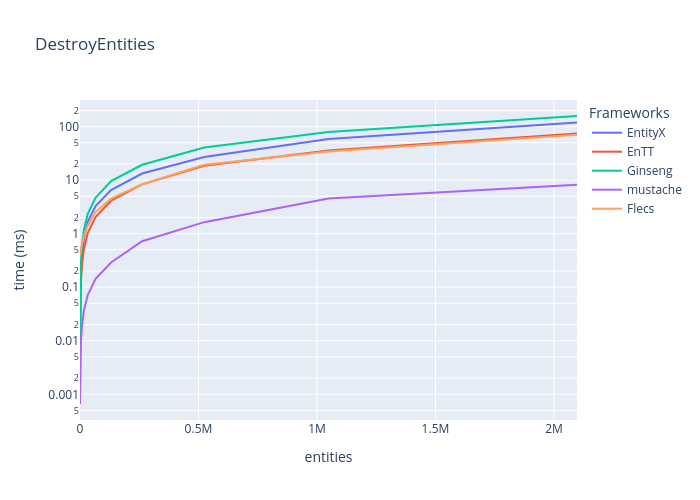 DestroyEntities
time (ms)
2
100
5
2
10
5
2
1
5
2
0.1
5
2
0.01
5
2
0.001
5
0
0.5M
1M
1.5M
2M
entities
Frameworks
EntityX
EnTT
Ginseng
mustache
Flecs